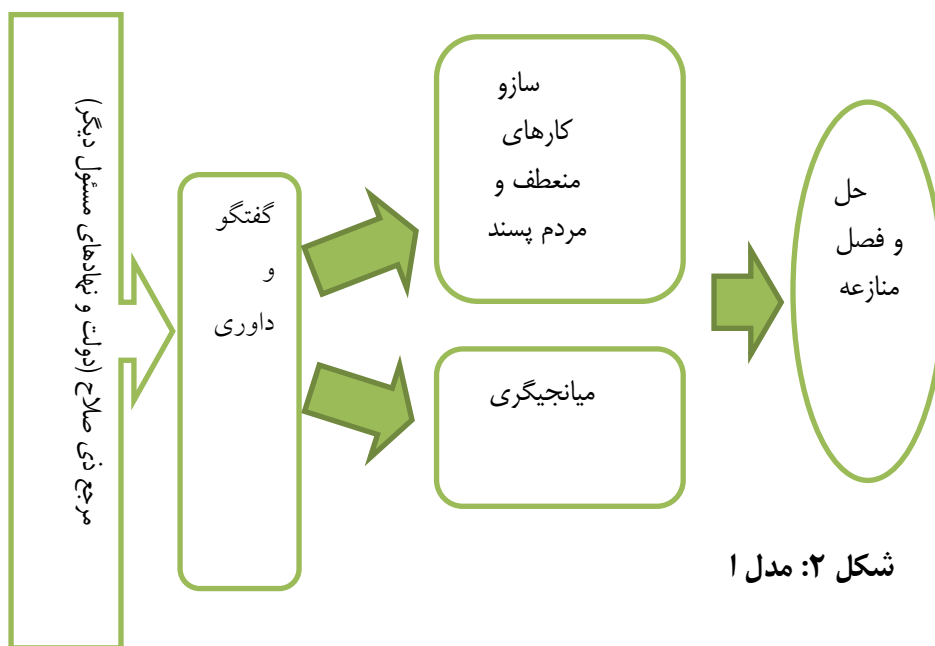 مرجع ذی صلاح (دولت و نهادهای مسئول دیگر)
گفتگو
و
داوری
سازو
کارهای
منعطف و
مردم پسند
میانجیگری
حل
و فصل
منازعه
شکل ۲: مدل ا